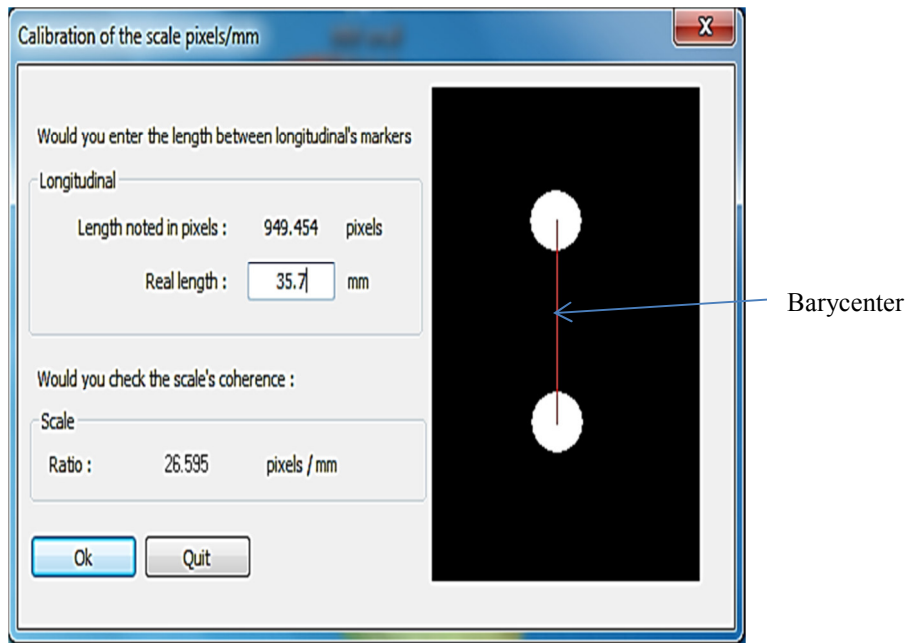 Calibration of the scale pixels/mm
Would you enter the length between longitudinal's markers
Longitudinal
Length noted in pixels : 949.454 pixels
Real length : 35.7 mm
Barycenter
Would you check the scale's coherence :
Scale
Ratio : 26.595 pixels / mm
Ok Quit